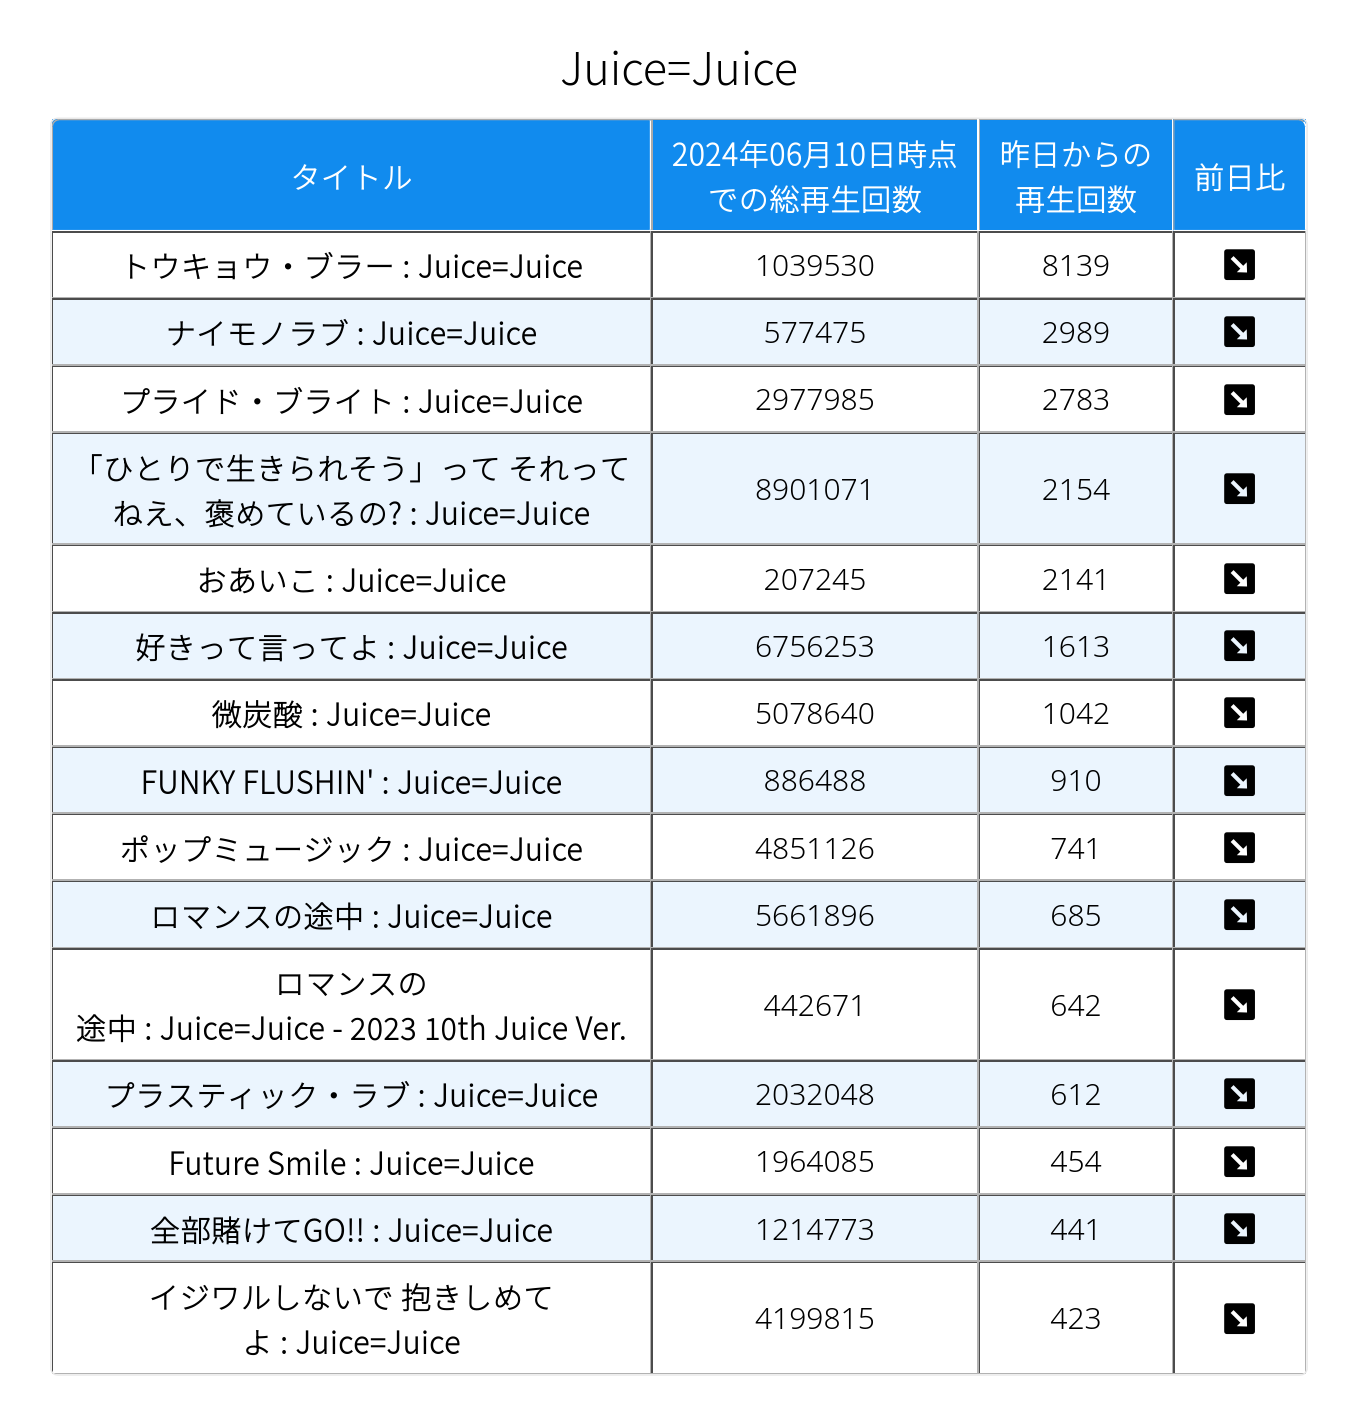 Juice=Juice
タイトル
2024年06月10日時点
での総再生回数
昨日からの
再生回数
前日比
トウキョウ・ブラー : Juice=Juice 1039530 8139
ナイモノラブ : Juice=Juice 577475 2989
プライド・ブライト : Juice=Juice 2977985 2783
「ひとりで生きられそう」って それって
ねえ、褒めているの? : Juice=Juice
8901071 2154
おあいこ : Juice=Juice 207245 2141
好きって言ってよ : Juice=Juice 6756253 1613
微炭酸 : Juice=Juice 5078640 1042
FUNKY FLUSHIN' : Juice=Juice 886488 910
ポップミュージック : Juice=Juice 4851126 741
ロマンスの途中 : Juice=Juice 5661896 685
ロマンスの
途中 : Juice=Juice - 2023 10th Juice Ver.
442671 642
プラスティック・ラブ : Juice=Juice 2032048 612
Future Smile : Juice=Juice 1964085 454
全部賭けてGO!! : Juice=Juice 1214773 441
イジワルしないで 抱きしめて
よ : Juice=Juice
4199815 423